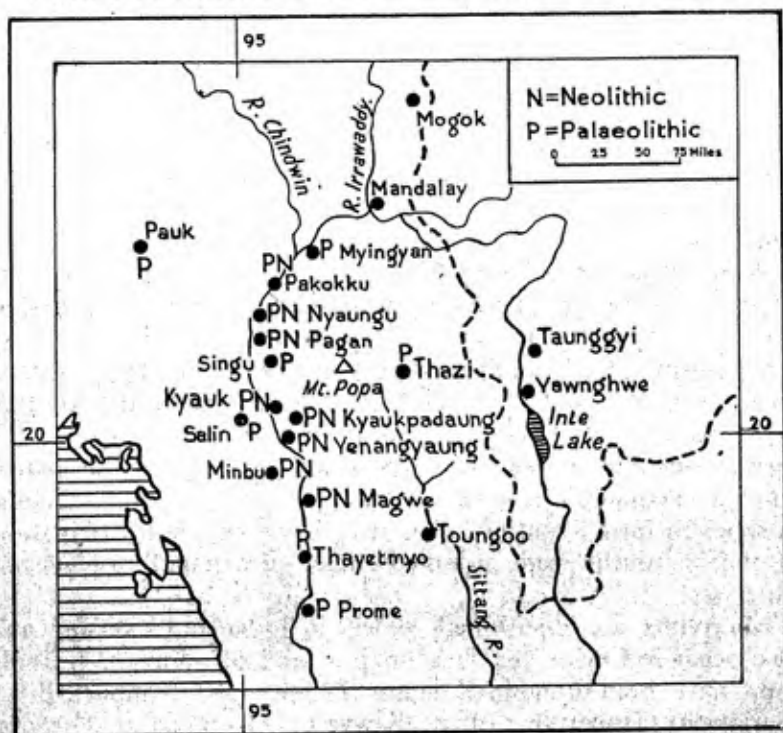 95
N=Neolithic
P=Palaeolithic
0 15 25 50 75 Miles
R. Chindwin
R. Irrawaddy.
Mogok
Mandalay
Pauk
P
PN
P Myingyan
Pakokku
PN Nyaungu
PN Pagan
Singu P
Mt. Popa
P
Thazi
Taunggyi
Yawnghwe
Kyauk PN
PN Kyaukpadaung
Salin P
PN Yenangyaung
Inle
Lake
20
20
Minbu PN
PN Magwe
P
Thayetmyo
Toungoo
Sittang R.
P Prome
95